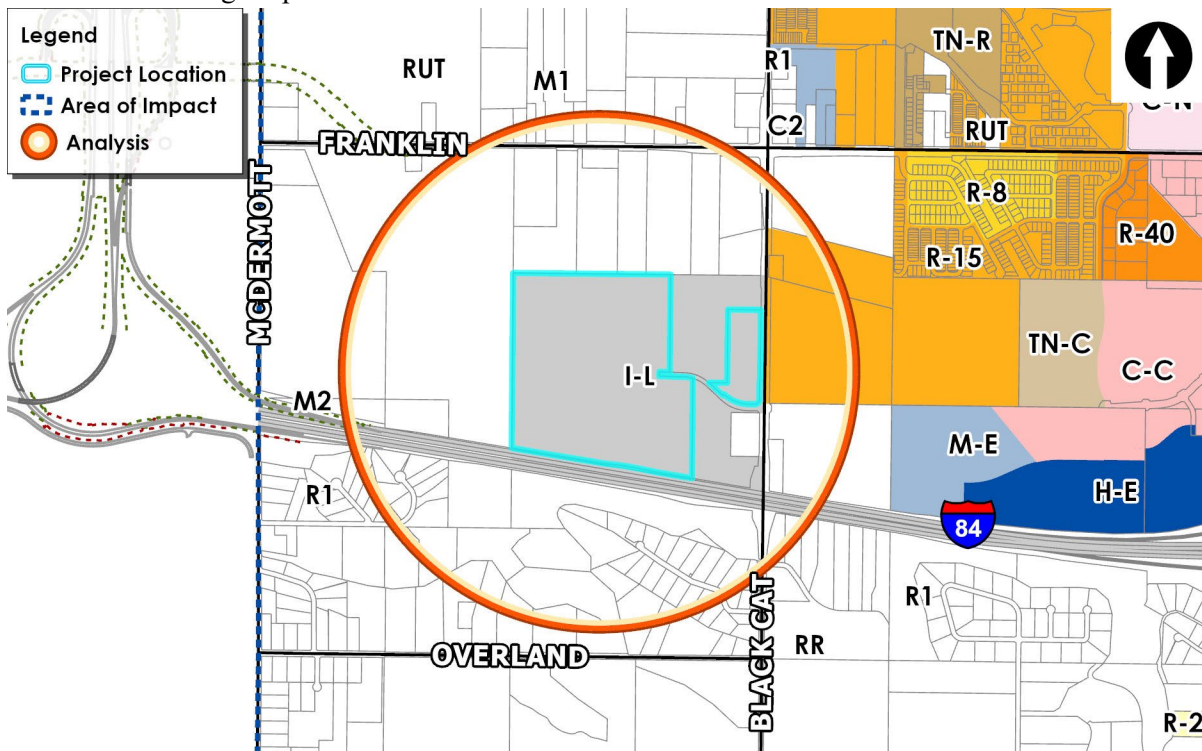 Legend
Project Location
Area of Impact
Analysis
RUT
M1
R1
TN-R
C2
RUT
FRANKLIN
R-8
R-15
R-40
MCDERMOTT
I-L
TN-C
C-C
M2
M-E
R1
H-E
84
R1
BLACK CAT
OVERLAND
RR
R-2